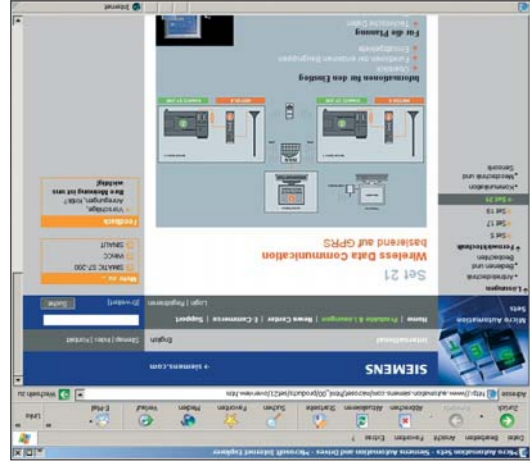 Micro Automation Sets - Siemens Automation and Drives - Microsoft Internet Explorer
Datei Bearbeiten Ansicht Favoriten Extras ?
Zurück Abbrechen Aktualisieren Startseite Suchen Favoriten Medien Verlauf E-Mail
Links
Adresse
Wechseln zu
SIEMENS
> siemens.com
Micro Automation
Sets
International
English
Sitemap | Index | Kontakt
Home | Produkte & Lösungen | News Center | E-Commerce | Support
Login | Registrieren
Suche
Lösungen
Antriebstechnik
Bedienen und
Beobachten
Fernwirktechnik
Set 5
Set 17
Set 19
Set 21
Kommunikation
Messtechnik und
Sensorik
Set 21
Wireless Data Communication
basierend auf GPRS
Informationen für den Einstieg
Überblick
Funktionen der einzelnen Baugruppen
Einsatzgebiete
Für die Planung
Technische Daten
Mehr zu ...
SIMATIC S7-200
WinCC
SINAUT
Feedback
Vorschläge,
Anregungen, Kritik?
Ihre Meinung ist uns
wichtig!
Internet